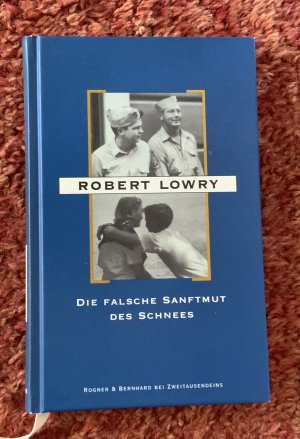 ROBERT LOWRY
DIE FALSCHE SANFTMUT
DES SCHNEES
ROGNER & BERNHARD BEI ZWEITAUSENDEINS